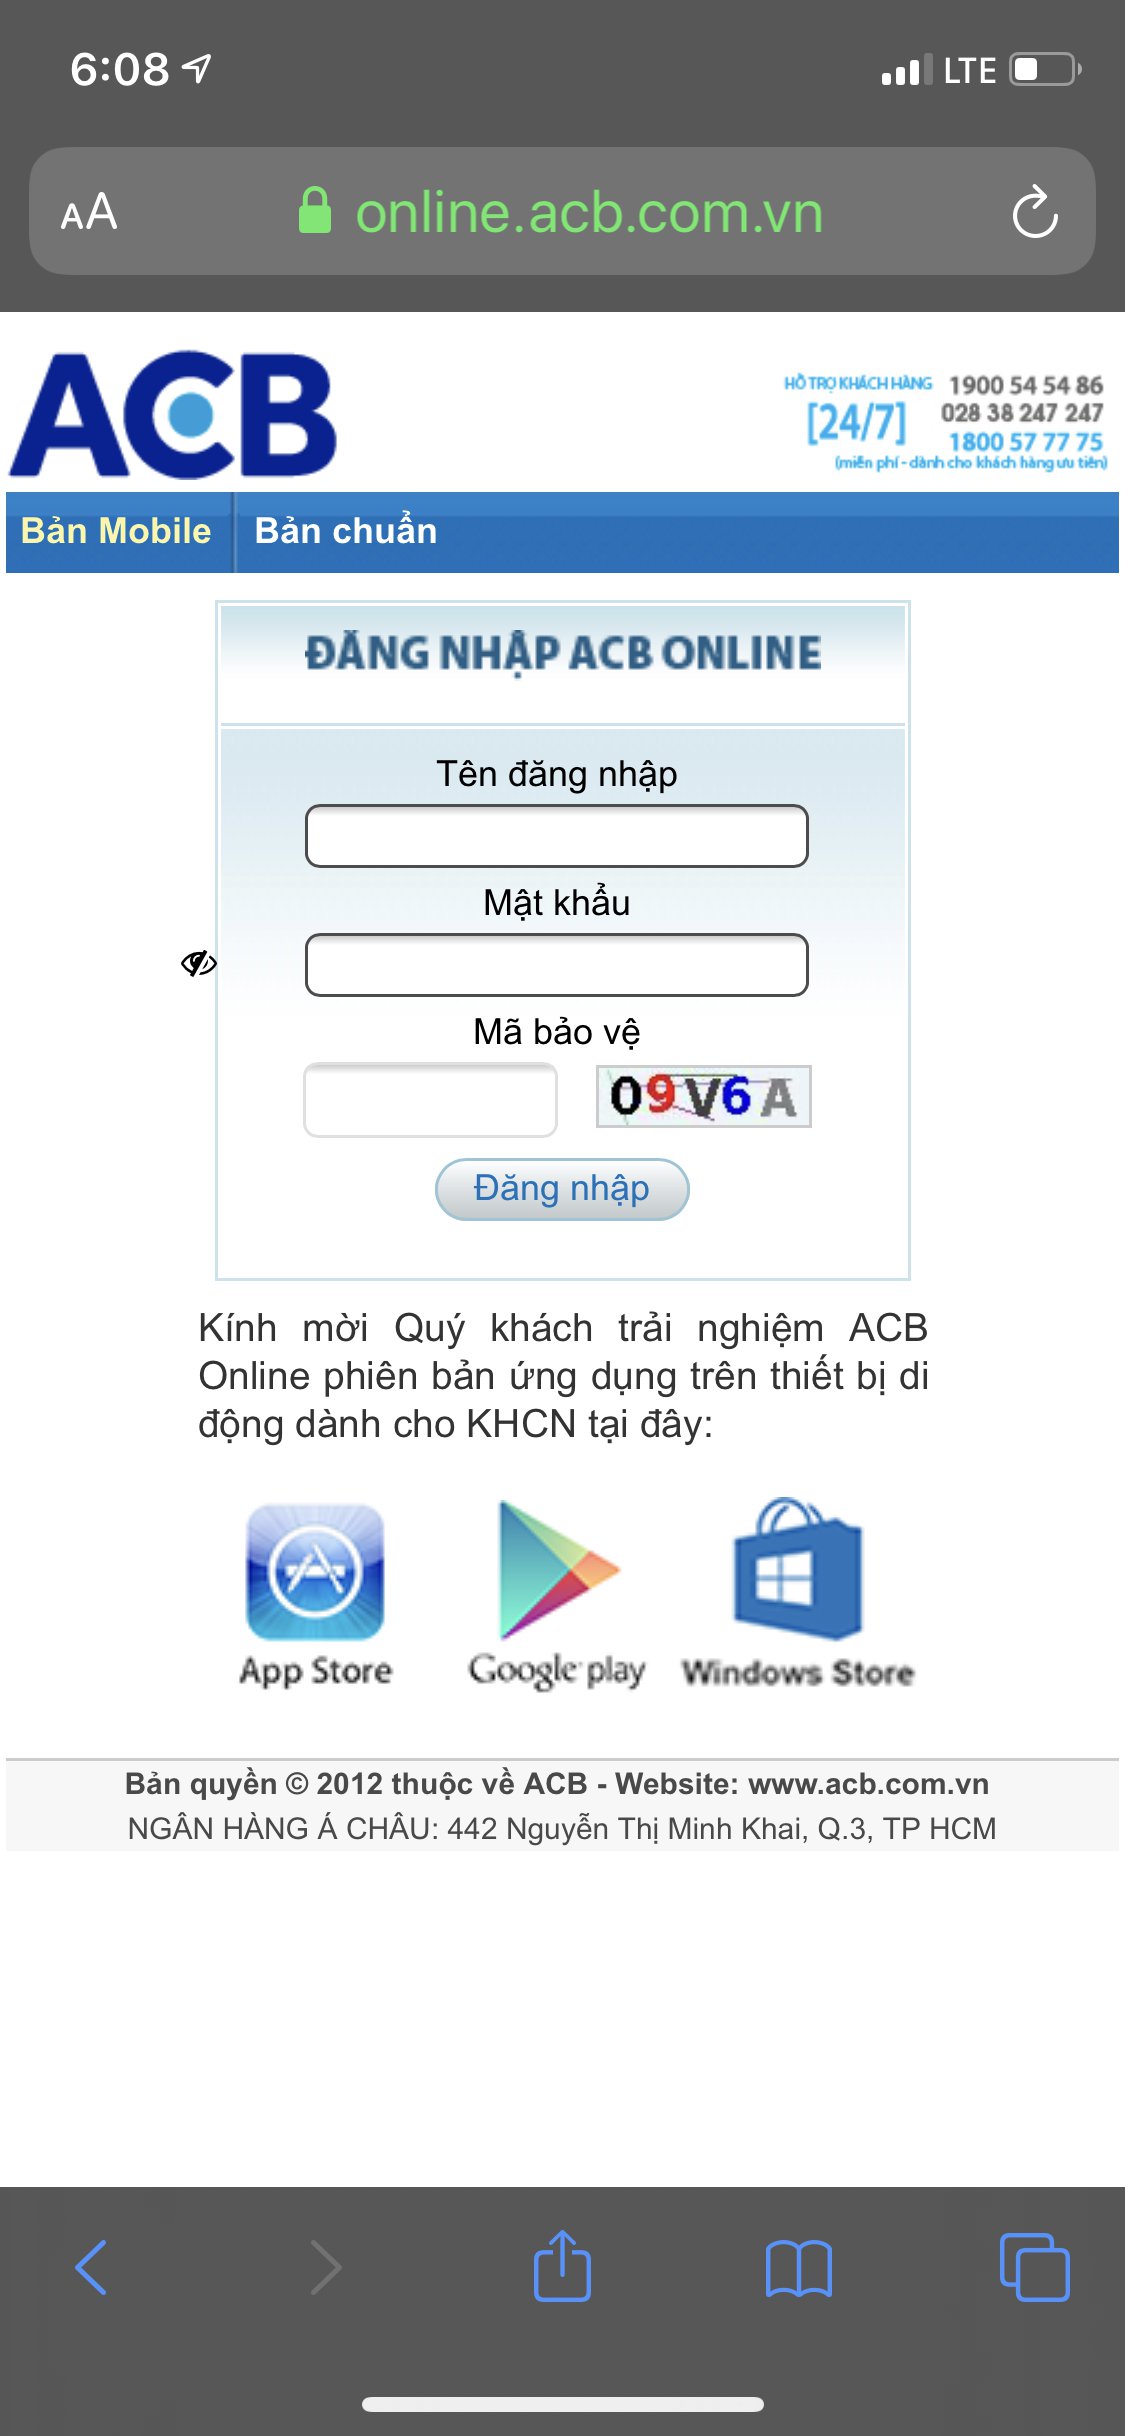 6:08
LTE
AA
online.acb.com.vn
ACB
HỖ TRỢ KHÁCH HÀNG
[24/7]
1900 54 54 86
028 38 247 247
1800 57 77 75
(miễn phí - dành cho khách hàng ưu tiên)
Bản Mobile
Bản chuẩn
ĐĂNG NHẬP ACB ONLINE
Tên đăng nhập
Mật khẩu
Mã bảo vệ
09V6A
Đăng nhập
Kính mời Quý khách trải nghiệm ACB
Online phiên bản ứng dụng trên thiết bị di
động dành cho KHCN tại đây:
App Store
Google play
Windows Store
Bản quyền © 2012 thuộc về ACB - Website: www.acb.com.vn
NGÂN HÀNG Á CHÂU: 442 Nguyễn Thị Minh Khai, Q.3, TP HCM